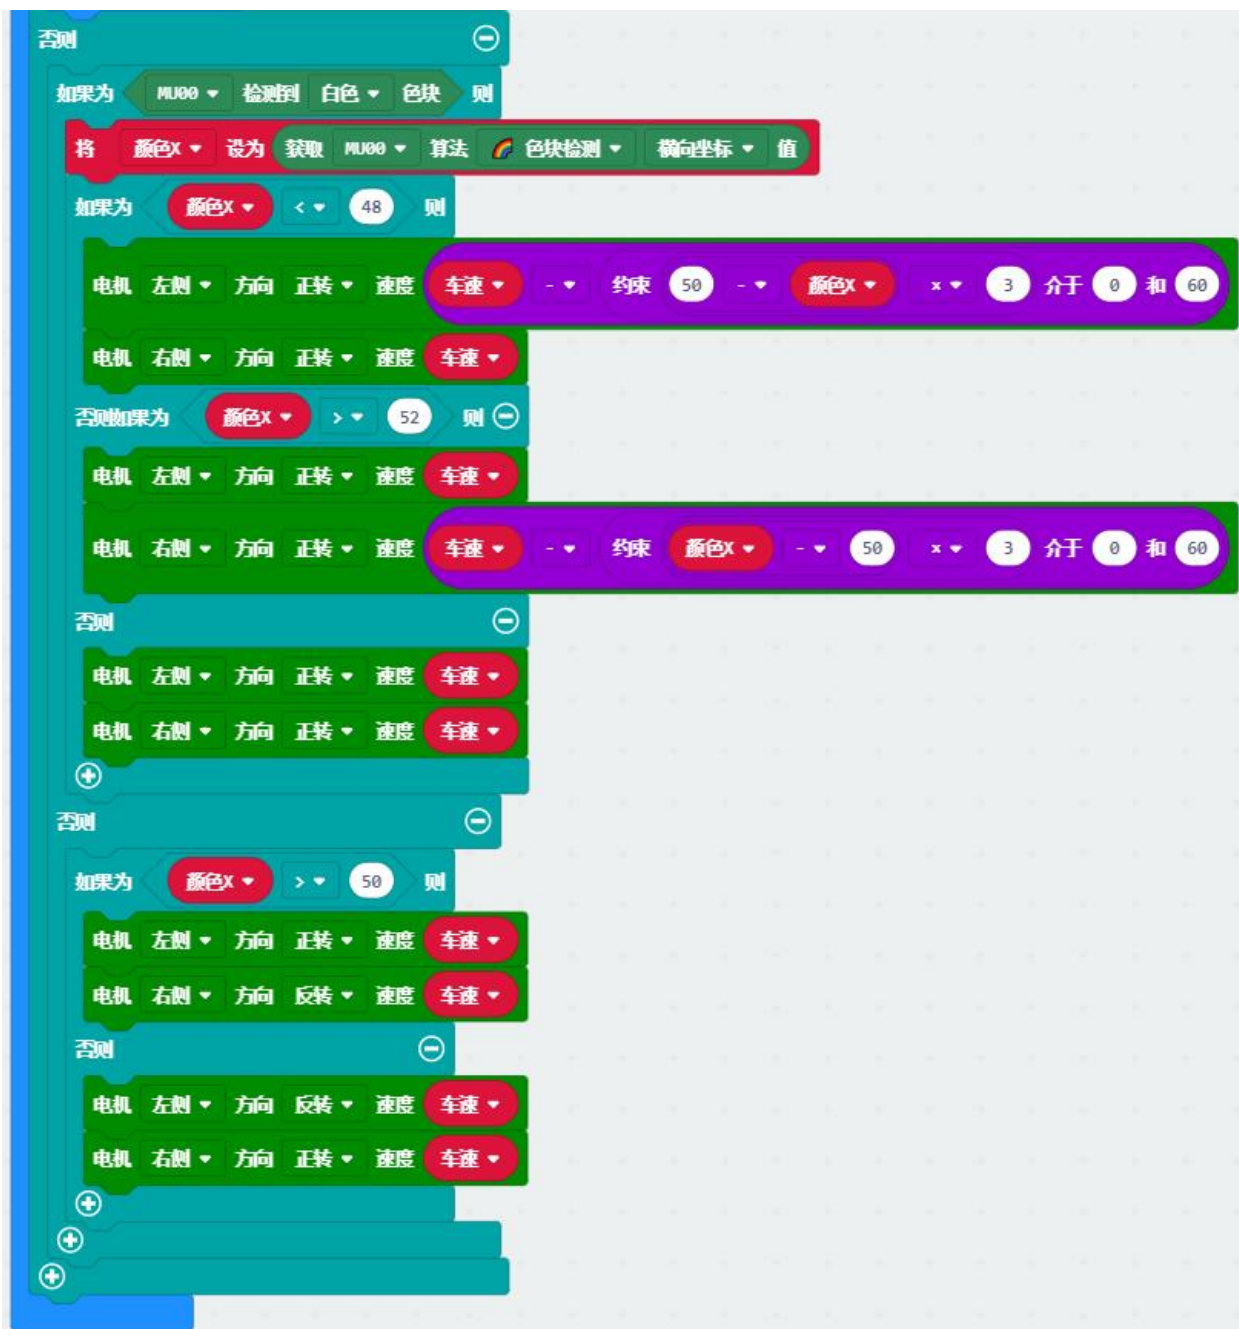 否则
如果为 MU00 检测到 白色 色块 则
将 颜色X 设为 获取 MU00 算法 色块检测 横向坐标 值
如果为 颜色X < 48 则
电机 左侧 方向 正转 速度 车速 - 约束 50 - 颜色X x 3 介于 0 和 60
电机 右侧 方向 正转 速度 车速
否则如果为 颜色X > 52 则
电机 左侧 方向 正转 速度 车速
电机 右侧 方向 正转 速度 车速 - 约束 颜色X - 50 x 3 介于 0 和 60
否则
电机 左侧 方向 正转 速度 车速
电机 右侧 方向 正转 速度 车速
否则
如果为 颜色X > 50 则
电机 左侧 方向 正转 速度 车速
电机 右侧 方向 反转 速度 车速
否则
电机 左侧 方向 反转 速度 车速
电机 右侧 方向 正转 速度 车速